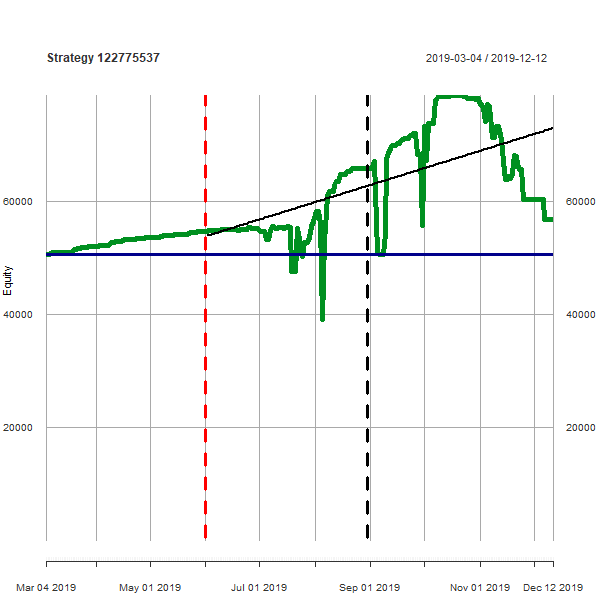 Strategy 122775537
2019-03-04 / 2019-12-12
60000
60000
Equity
40000
40000
20000
20000
Mar 04 2019
May 01 2019
Jul 01 2019
Sep 01 2019
Nov 01 2019
Dec 12 2019